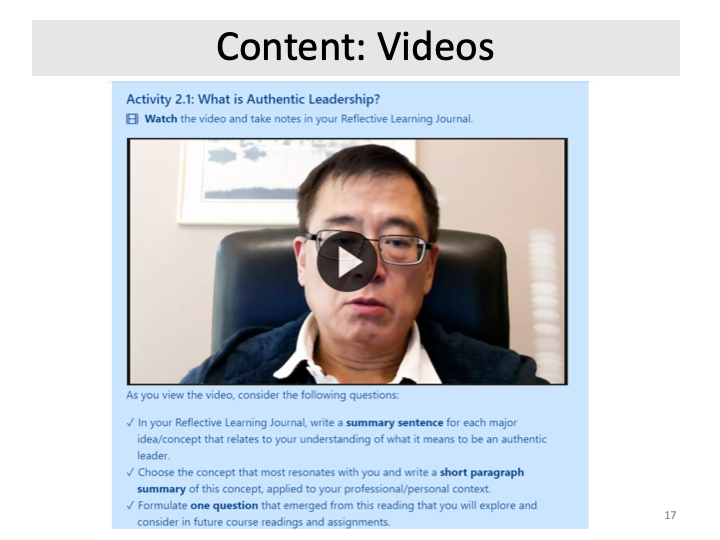 Content: Videos
Activity 2.1: What is Authentic Leadership?
Watch the video and take notes in your Reflective Learning Journal.
As you view the video, consider the following questions:
✓ In your Reflective Learning Journal, write a summary sentence for each major
idea/concept that relates to your understanding of what it means to be an authentic
leader.
✓ Choose the concept that most resonates with you and write a short paragraph
summary of this concept, applied to your professional/personal context.
✓ Formulate one question that emerged from this reading that you will explore and
consider in future course readings and assignments.
17